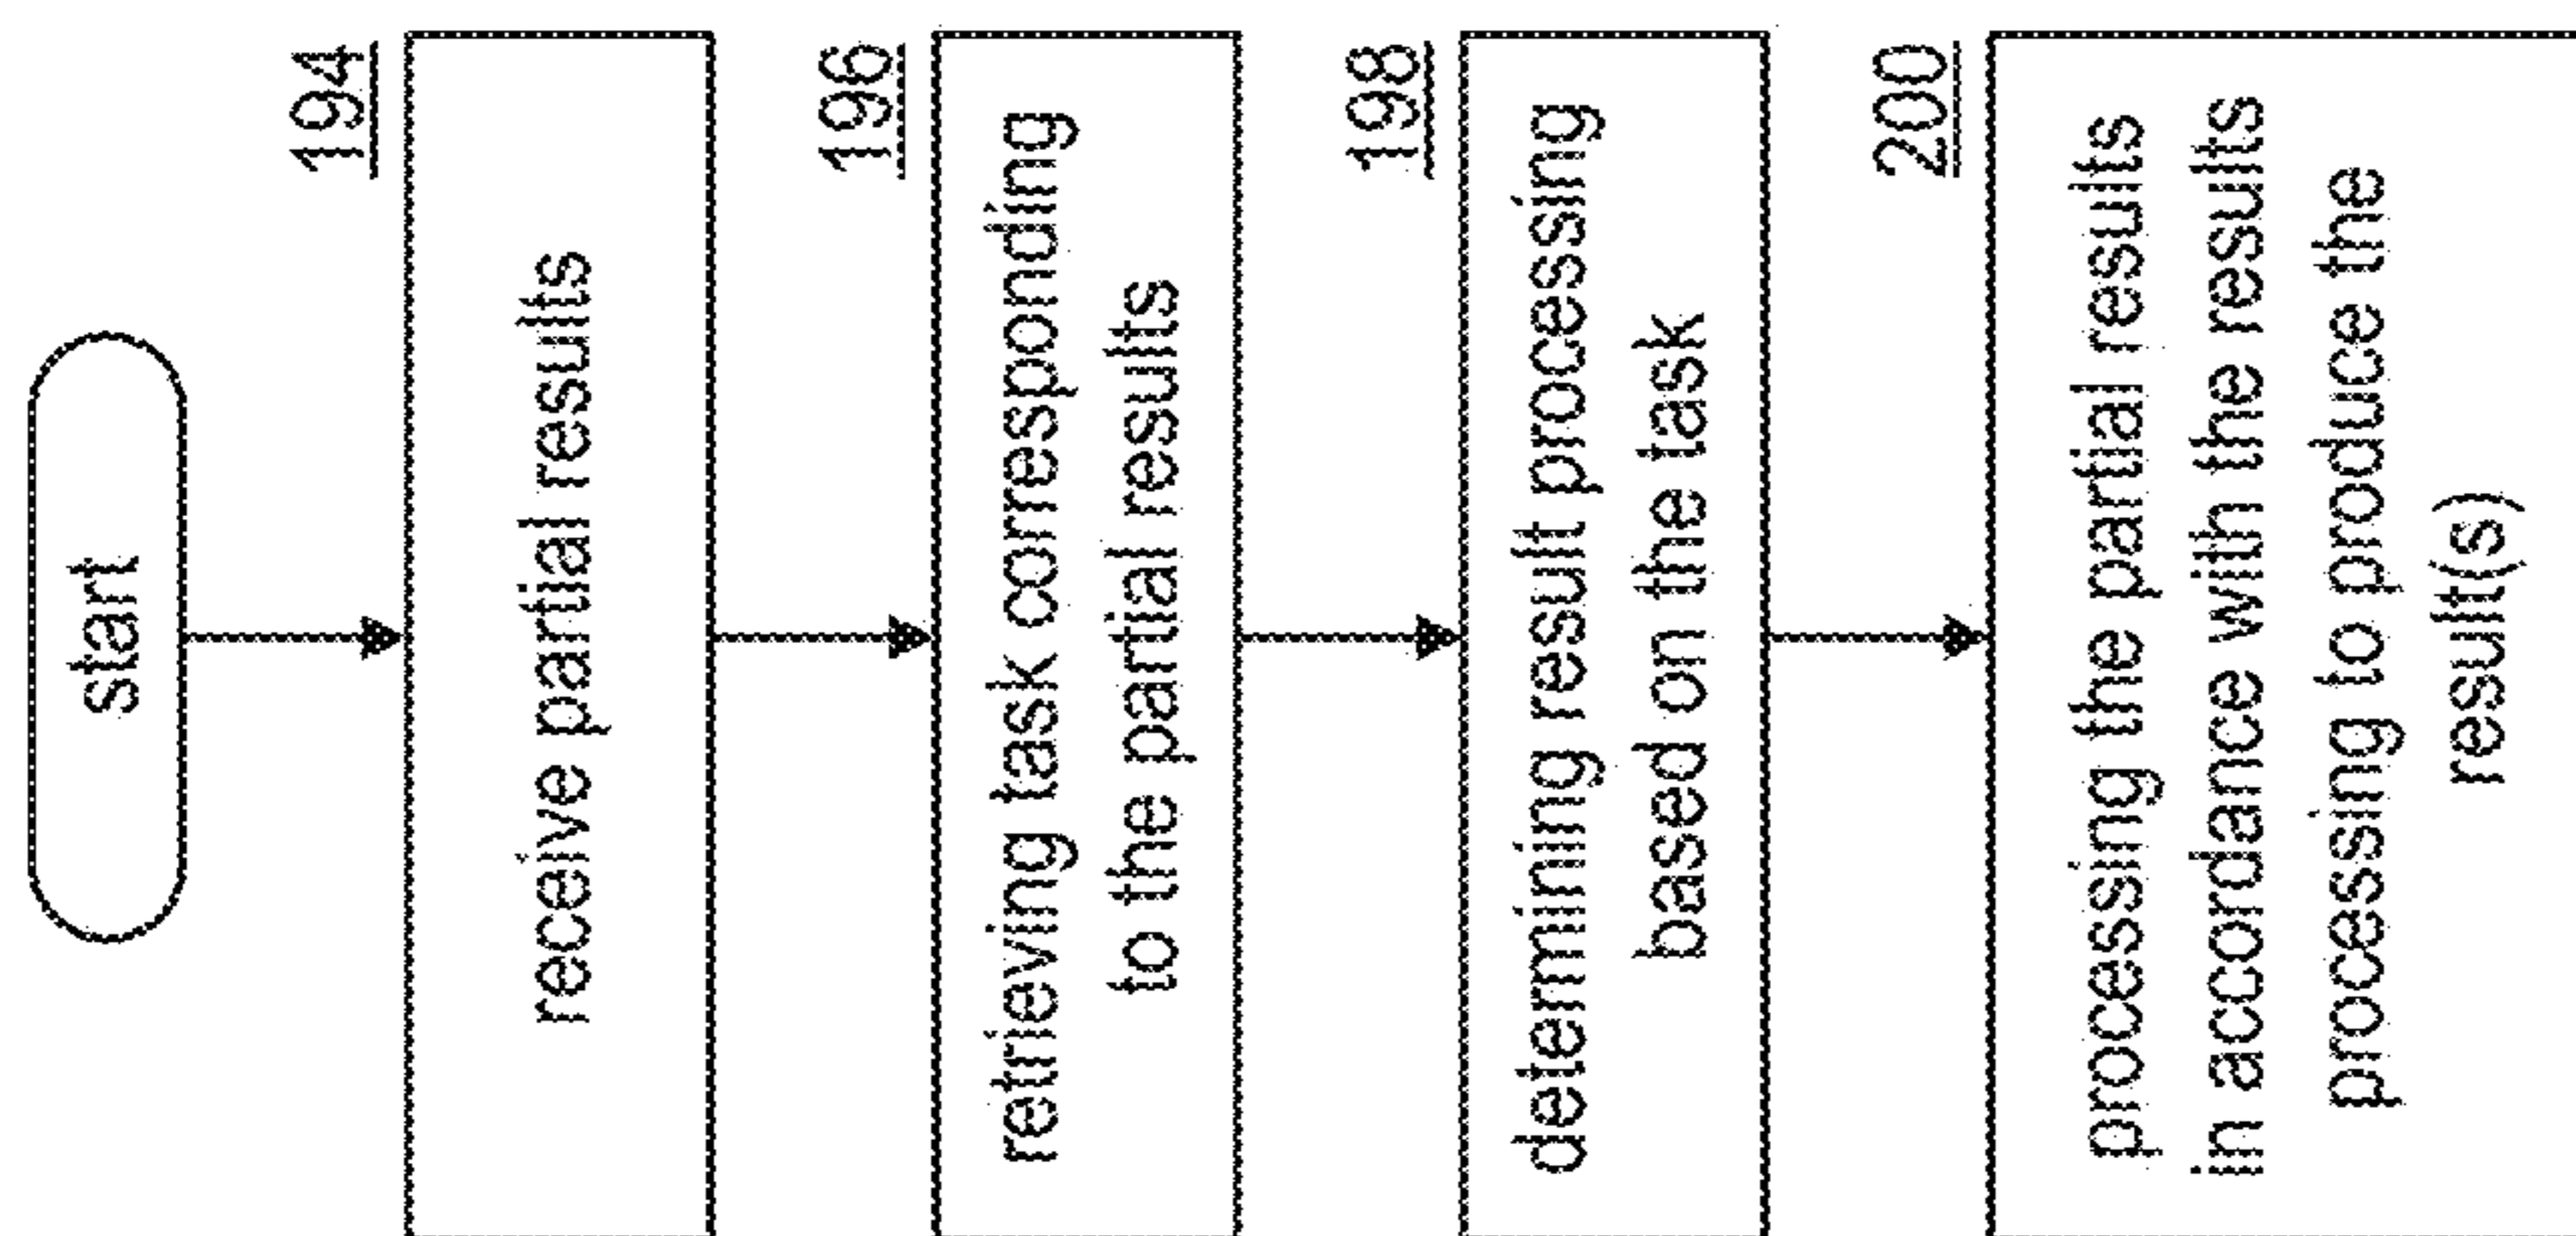 start
194
receive partial results
196
retrieving task corresponding
to the partial results
198
determining result processing
based on the task
200
processing the partial results
in accordance with the results
processing to produce the
result(s)